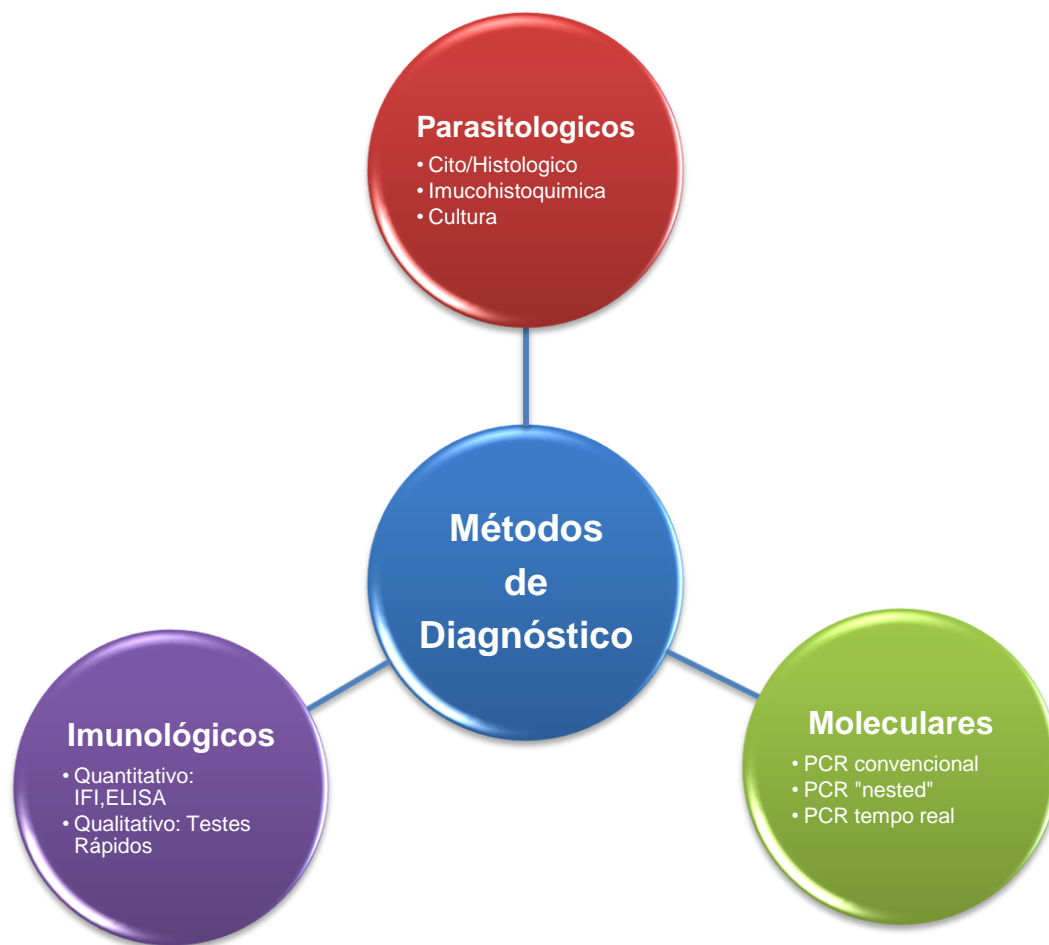 Parasitologicos
• Cito/Histologico
• Imucohistoquimica
• Cultura
Métodos
de
Diagnóstico
Imunológicos
• Quantitativo:
IFI,ELISA
• Qualitativo: Testes
Rápidos
Moleculares
• PCR convencional
• PCR "nested"
• PCR tempo real